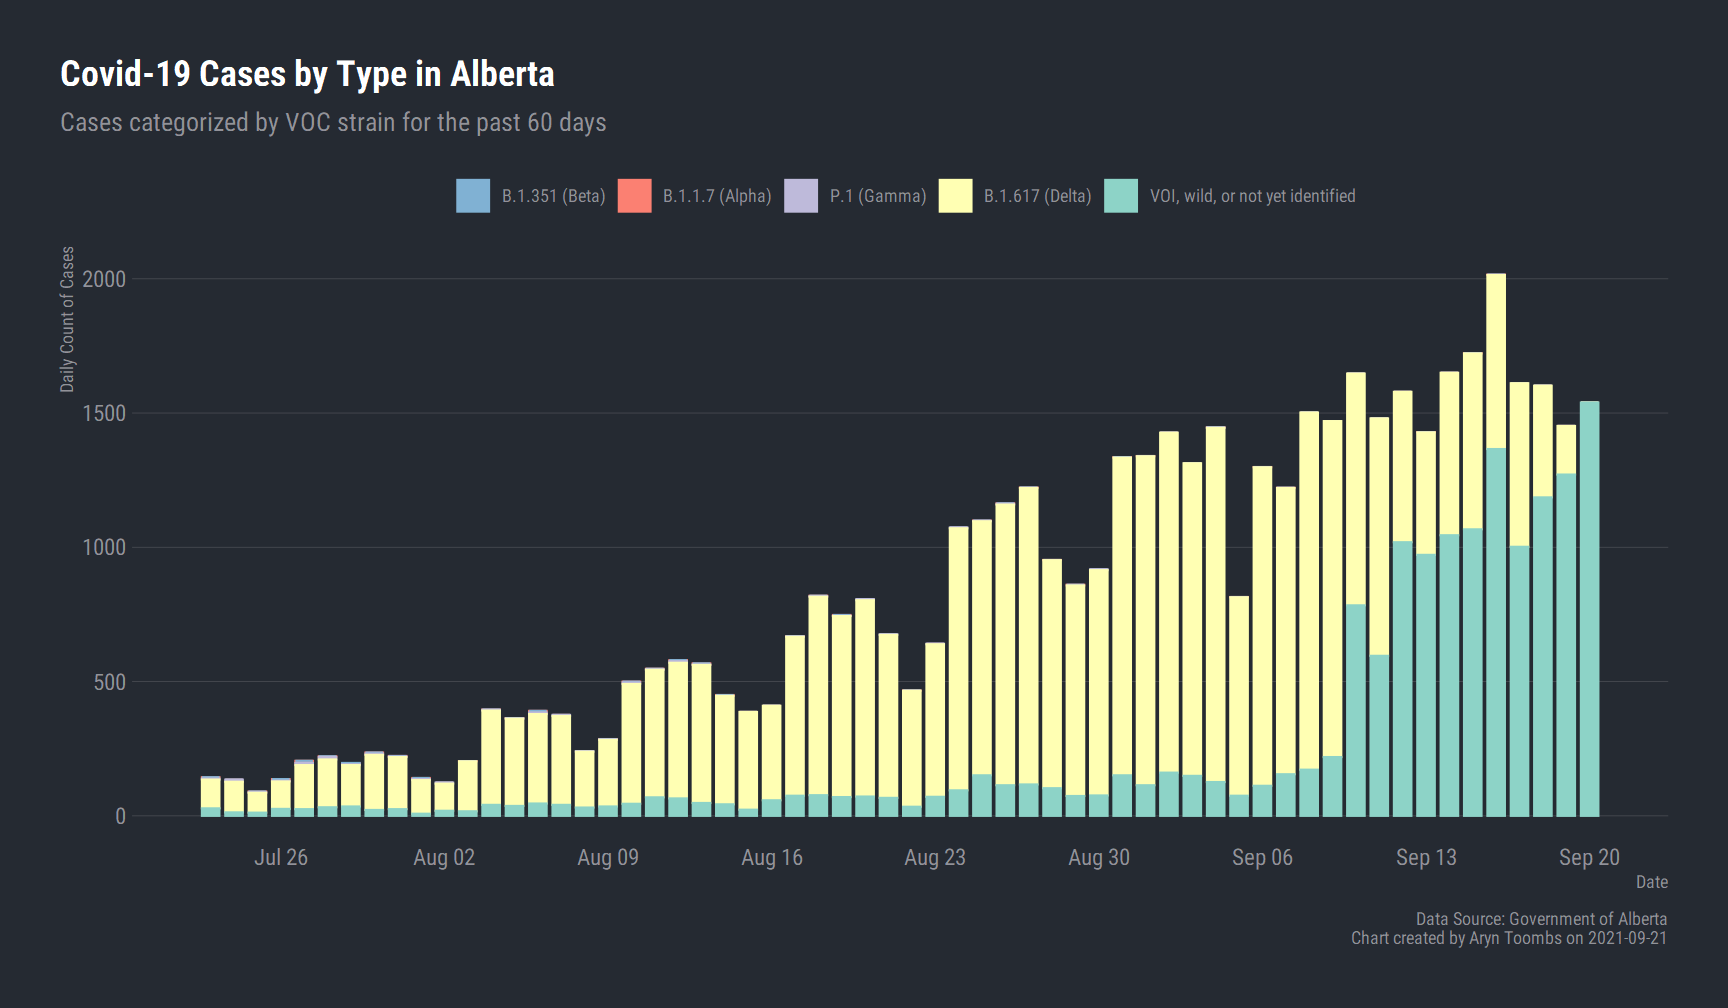 Covid-19 Cases by Type in Alberta
Cases categorized by VOC strain for the past 60 days
B.1.351 (Beta) B.1.1.7 (Alpha) P.1 (Gamma) B.1.617 (Delta) VOI, wild, or not yet identified
Daily Count of Cases
2000
1500
1000
500
0
Jul 26 Aug 02 Aug 09 Aug 16 Aug 23 Aug 30 Sep 06 Sep 13 Sep 20
Date
Data Source: Government of Alberta
Chart created by Aryn Toombs on 2021-09-21